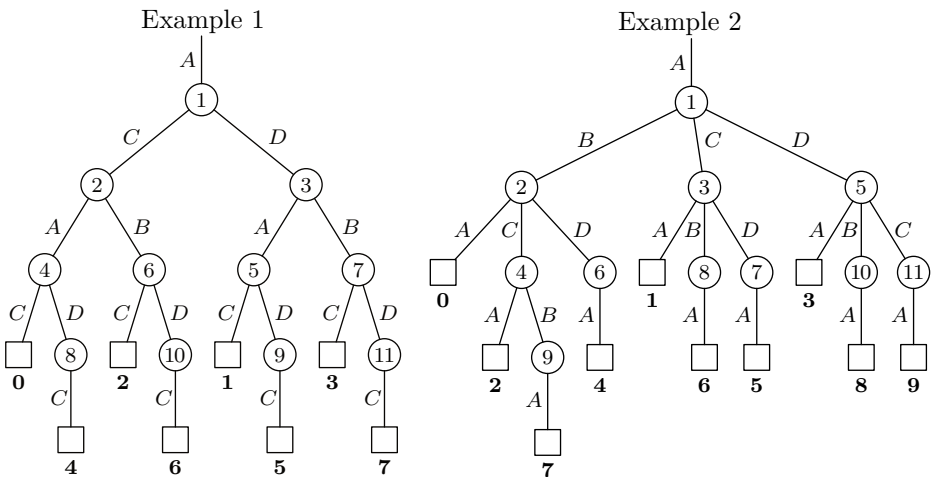 Example 1 Example 2
A A
1 1
C D B C D
2 3 2 3 5
A B A B A C D A B D A B C
4 6 5 7 4 6 8 7 10 11
C D C D C D C D 0 A B A 1 A A 3 A A
8 10 9 11 9
0 2 1 3 2 4 6 5 8 9
C C C C A
4 6 5 7 7